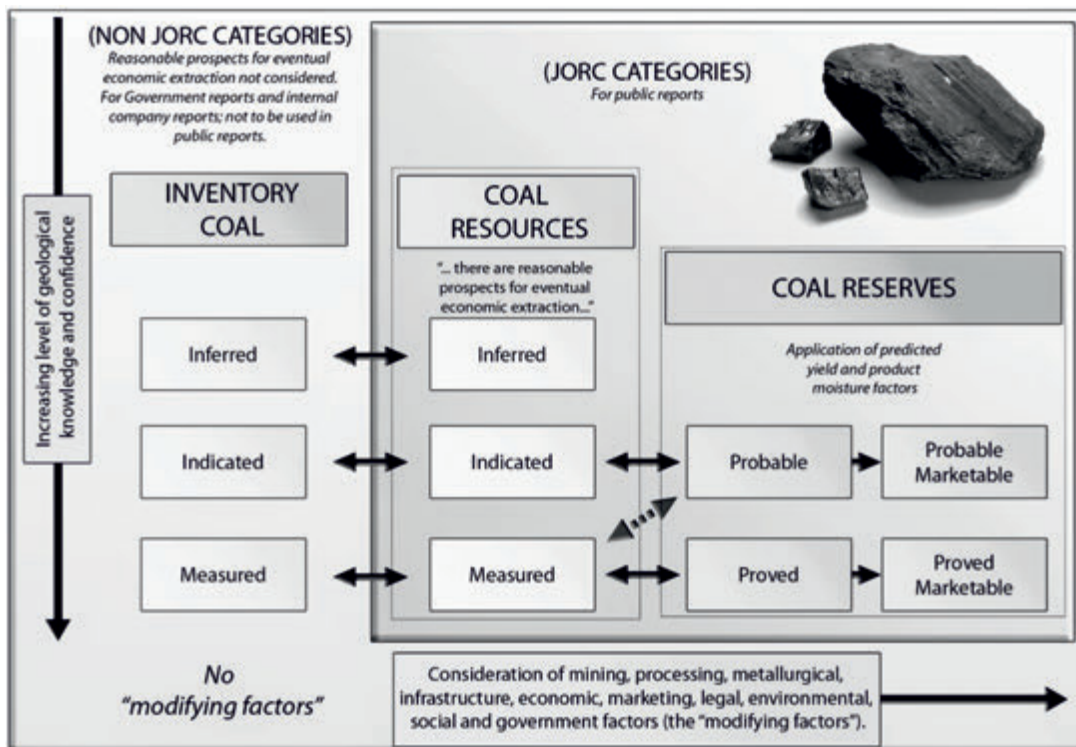 (NON JORC CATEGORIES)
Reasonable prospects for eventual
economic extraction not considered.
For Government reports and internal
company reports; not to be used in
public reports.
(JORC CATEGORIES)
For public reports
Increasing level of geological
knowledge and confidence
INVENTORY
COAL
COAL
RESOURCES
"... there are reasonable
prospects for eventual
economic extraction..."
COAL RESERVES
Application of predicted
yield and product
moisture factors
Inferred
Inferred
Indicated
Indicated
Probable
Probable
Marketable
Measured
Measured
Proved
Proved
Marketable
No
"modifying factors"
Consideration of mining, processing, metallurgical,
infrastructure, economic, marketing, legal, environmental,
social and government factors (the "modifying factors").